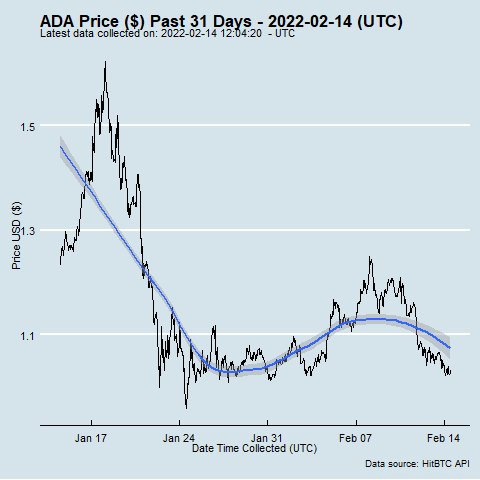 ADA Price ($) Past 31 Days - 2022-02-14 (UTC)
Latest data collected on: 2022-02-14 12:04:20  - UTC
1.5
1.3
1.1
Price USD ($)
Jan 17
Jan 24
Jan 31
Feb 07
Feb 14
Date Time Collected (UTC)
Data source: HitBTC API